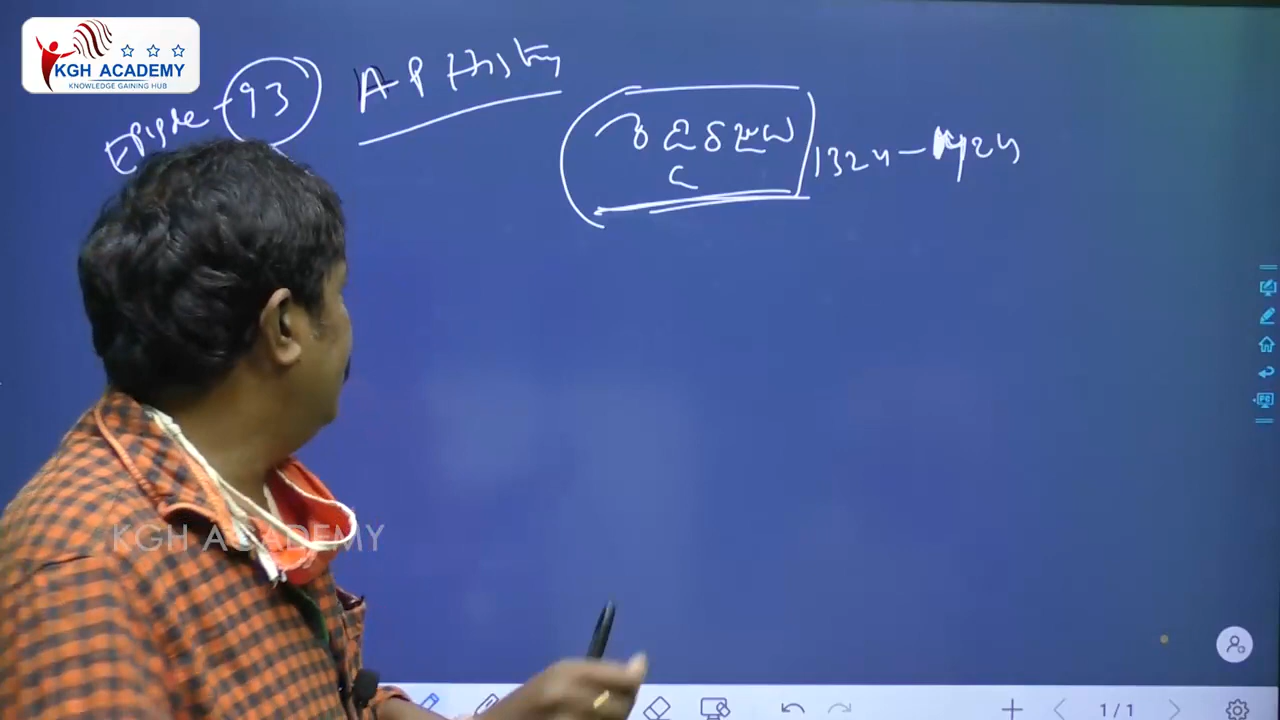 KGH ACADEMY
KNOWLEDGE GAINING HUB
Episode - 93
AP History
రెడ్డిరాజుల
1324 - 1424
KGH ACADEMY
1 / 1